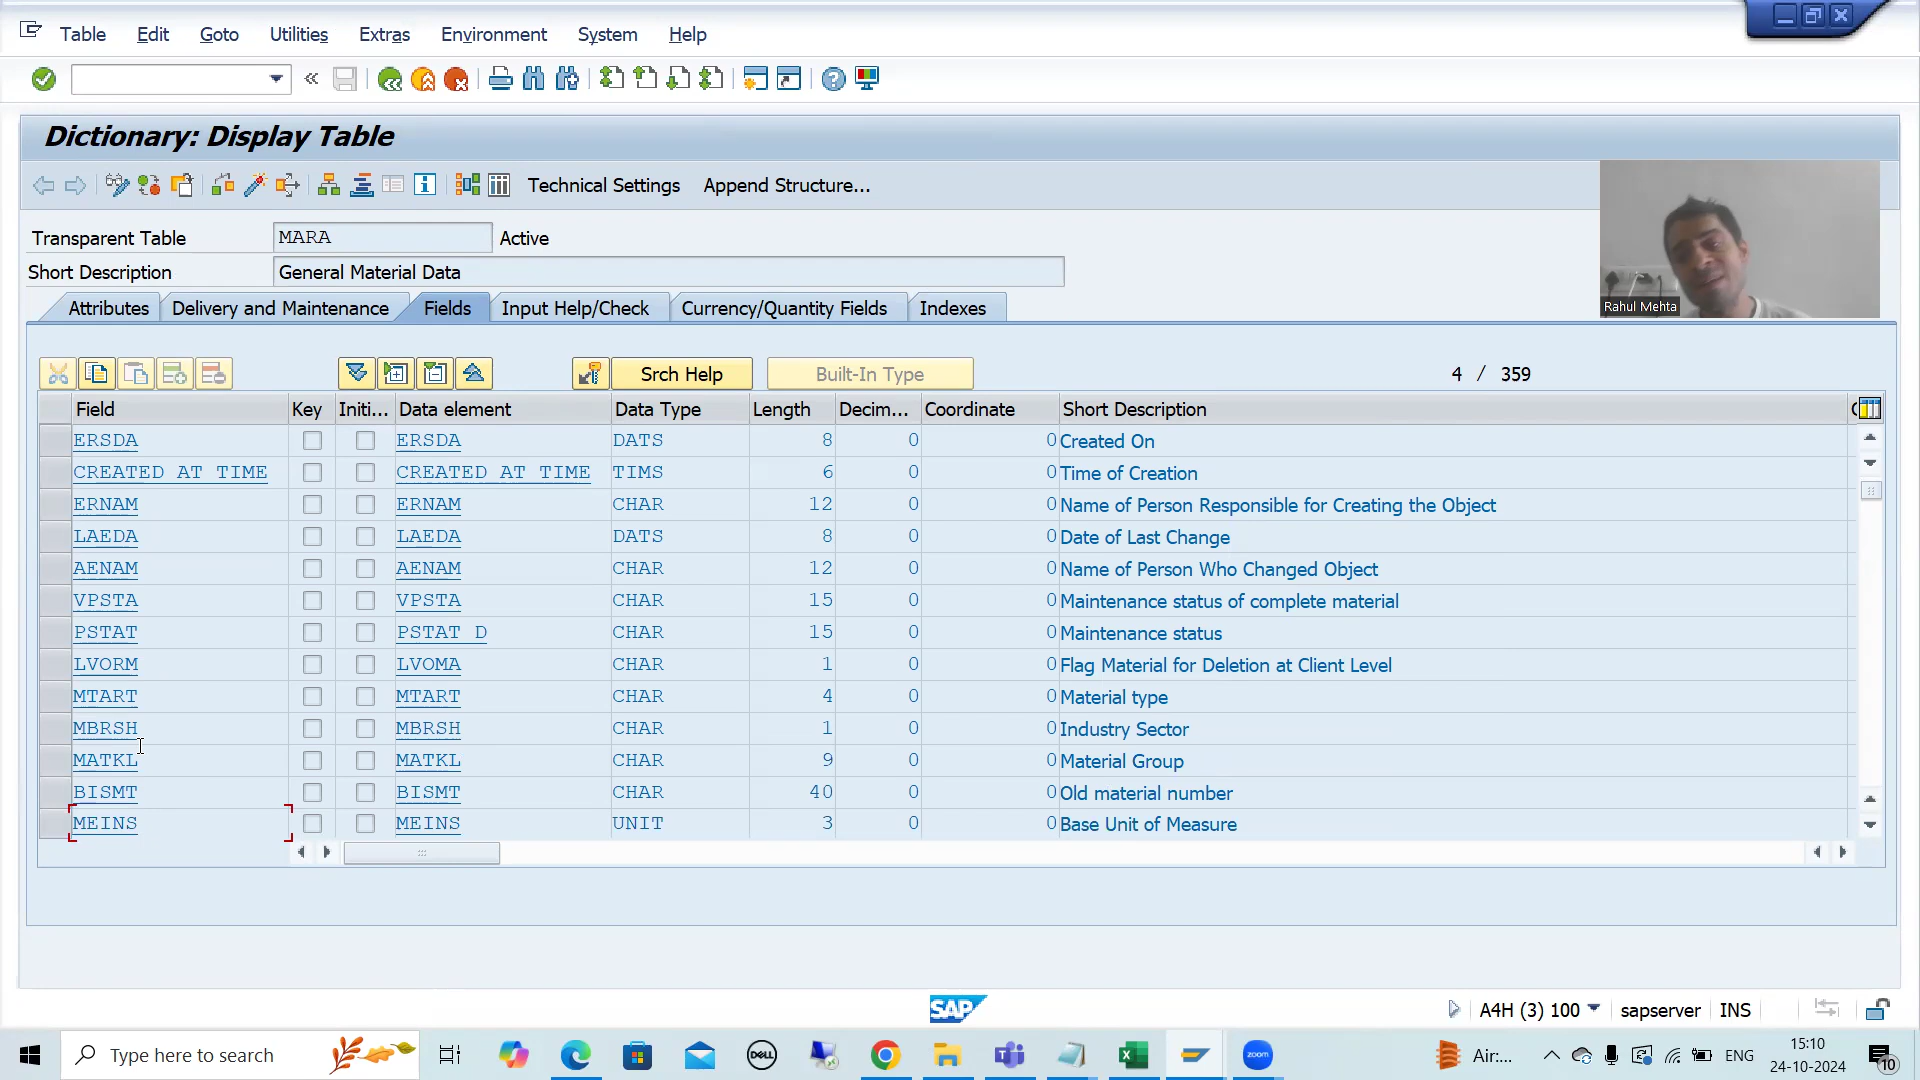 Table Edit Goto Utilities Extras Environment System Help
Dictionary: Display Table
Technical Settings Append Structure...
Transparent Table MARA Active
Short Description General Material Data
Attributes Delivery and Maintenance Fields Input Help/Check Currency/Quantity Fields Indexes
Rahul Mehta
Srch Help Built-In Type 4 / 359
Field Key Initi... Data element Data Type Length Decim... Coordinate Short Description
ERSDA ERSDA DATS 8 0 0 Created On
CREATED_AT_TIME CREATED_AT_TIME TIMS 6 0 0 Time of Creation
ERNAM ERNAM CHAR 12 0 0 Name of Person Responsible for Creating the Object
LAEDA LAEDA DATS 8 0 0 Date of Last Change
AENAM AENAM CHAR 12 0 0 Name of Person Who Changed Object
VPSTA VPSTA CHAR 15 0 0 Maintenance status of complete material
PSTAT PSTAT_D CHAR 15 0 0 Maintenance status
LVORM LVOMA CHAR 1 0 0 Flag Material for Deletion at Client Level
MTART MTART CHAR 4 0 0 Material type
MBRSH MBRSH CHAR 1 0 0 Industry Sector
MATKL MATKL CHAR 9 0 0 Material Group
BISMT BISMT CHAR 40 0 0 Old material number
MEINS MEINS UNIT 3 0 0 Base Unit of Measure
SAP A4H (3) 100 sapserver INS
Type here to search DELL zoom Air:... ENG 15:10
24-10-2024 10